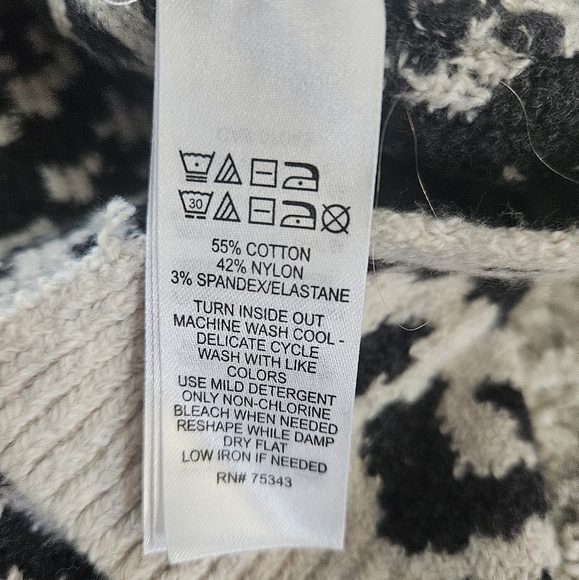 30
55% COTTON
42% NYLON
3% SPANDEX/ELASTANE
TURN INSIDE OUT
MACHINE WASH COOL -
DELICATE CYCLE
WASH WITH LIKE
COLORS
USE MILD DETERGENT
ONLY NON-CHLORINE
BLEACH WHEN NEEDED
RESHAPE WHILE DAMP
DRY FLAT
LOW IRON IF NEEDED
RN# 75343